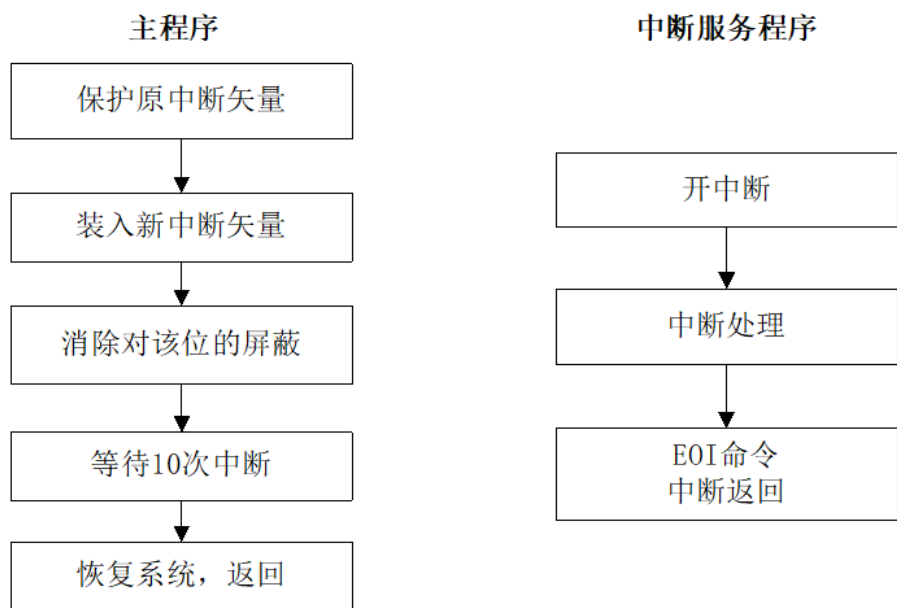 主程序
保护原中断矢量
装入新中断矢量
消除对该位的屏蔽
等待10次中断
恢复系统，返回
中断服务程序
开中断
中断处理
EOI命令
中断返回